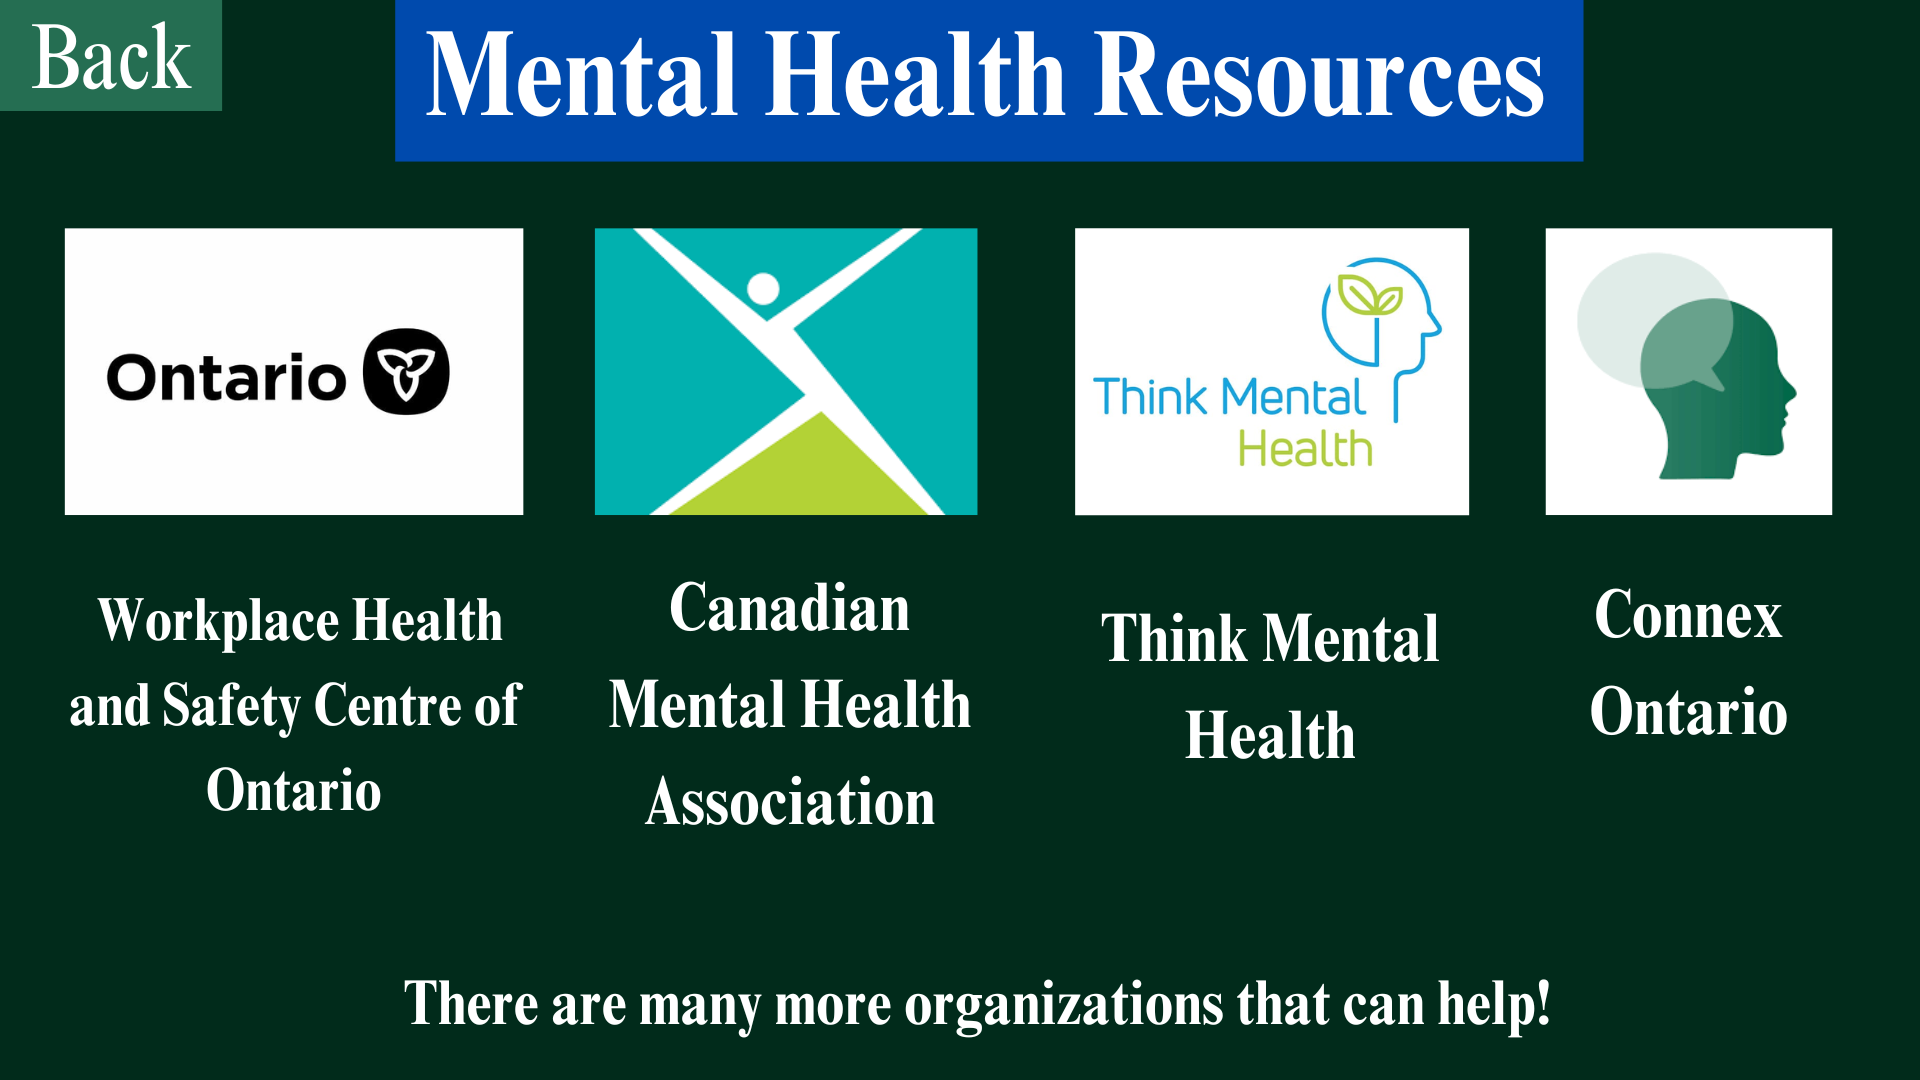 Back
Mental Health Resources
Ontario
Think Mental
Health
Workplace Health
and Safety Centre of
Ontario
Canadian
Mental Health
Association
Think Mental
Health
Connex
Ontario
There are many more organizations that can help!